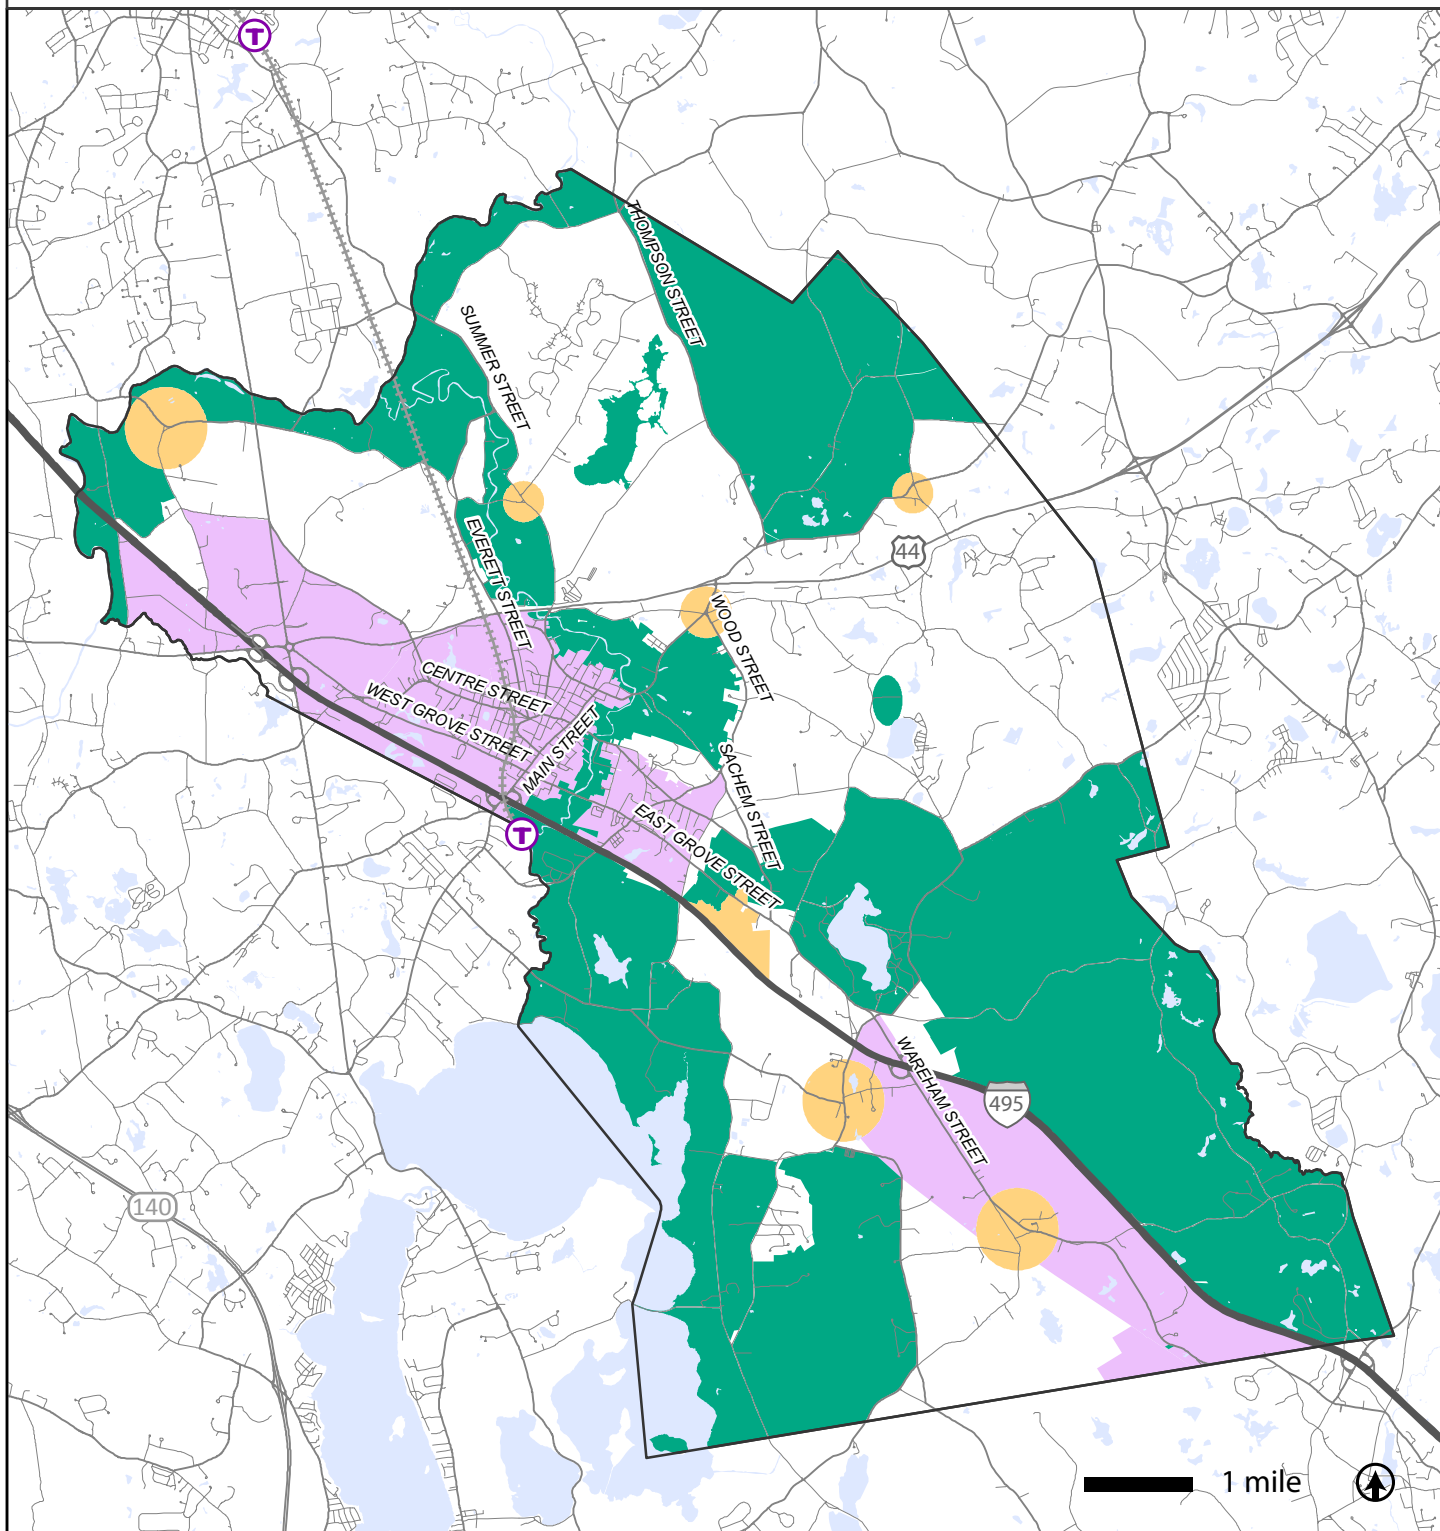 T
THOMPSON STREET
SUMMER STREET
EVERETT STREET
44
WOOD STREET
CENTRE STREET
WEST GROVE STREET
MAIN STREET
SACHEM STREET
EAST GROVE STREET
T
WAREHAM STREET
495
140
1 mile